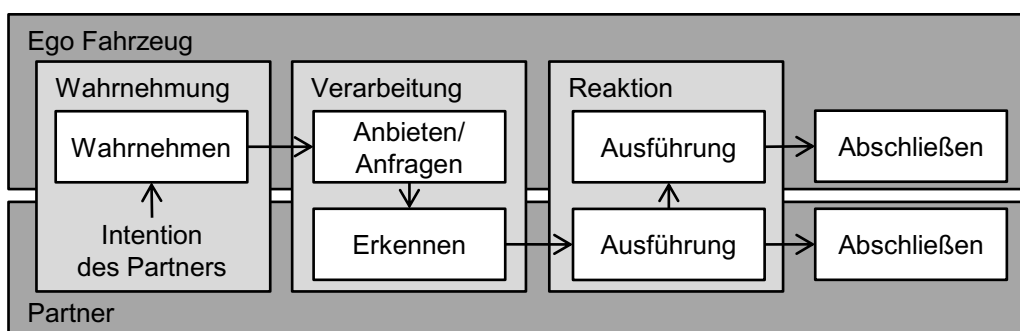 Ego Fahrzeug
Wahrnehmung
Verarbeitung
Reaktion
Wahrnehmen
Anbieten/
Anfragen
Ausführung
Abschließen
Intention
des Partners
Erkennen
Ausführung
Abschließen
Partner